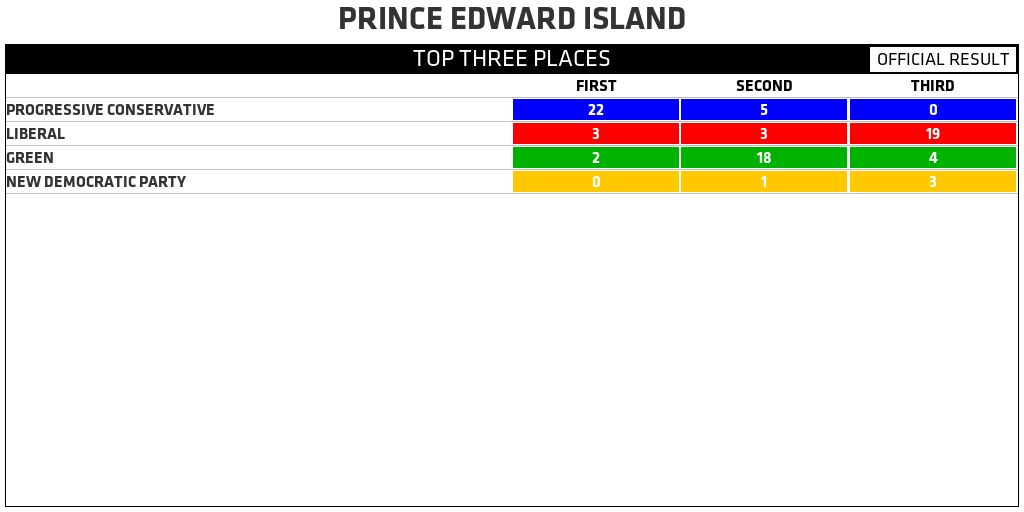 PRINCE EDWARD ISLAND
TOP THREE PLACES OFFICIAL RESULT
FIRST SECOND THIRD
PROGRESSIVE CONSERVATIVE 22 5 0
LIBERAL 3 3 19
GREEN 2 18 4
NEW DEMOCRATIC PARTY 0 1 3